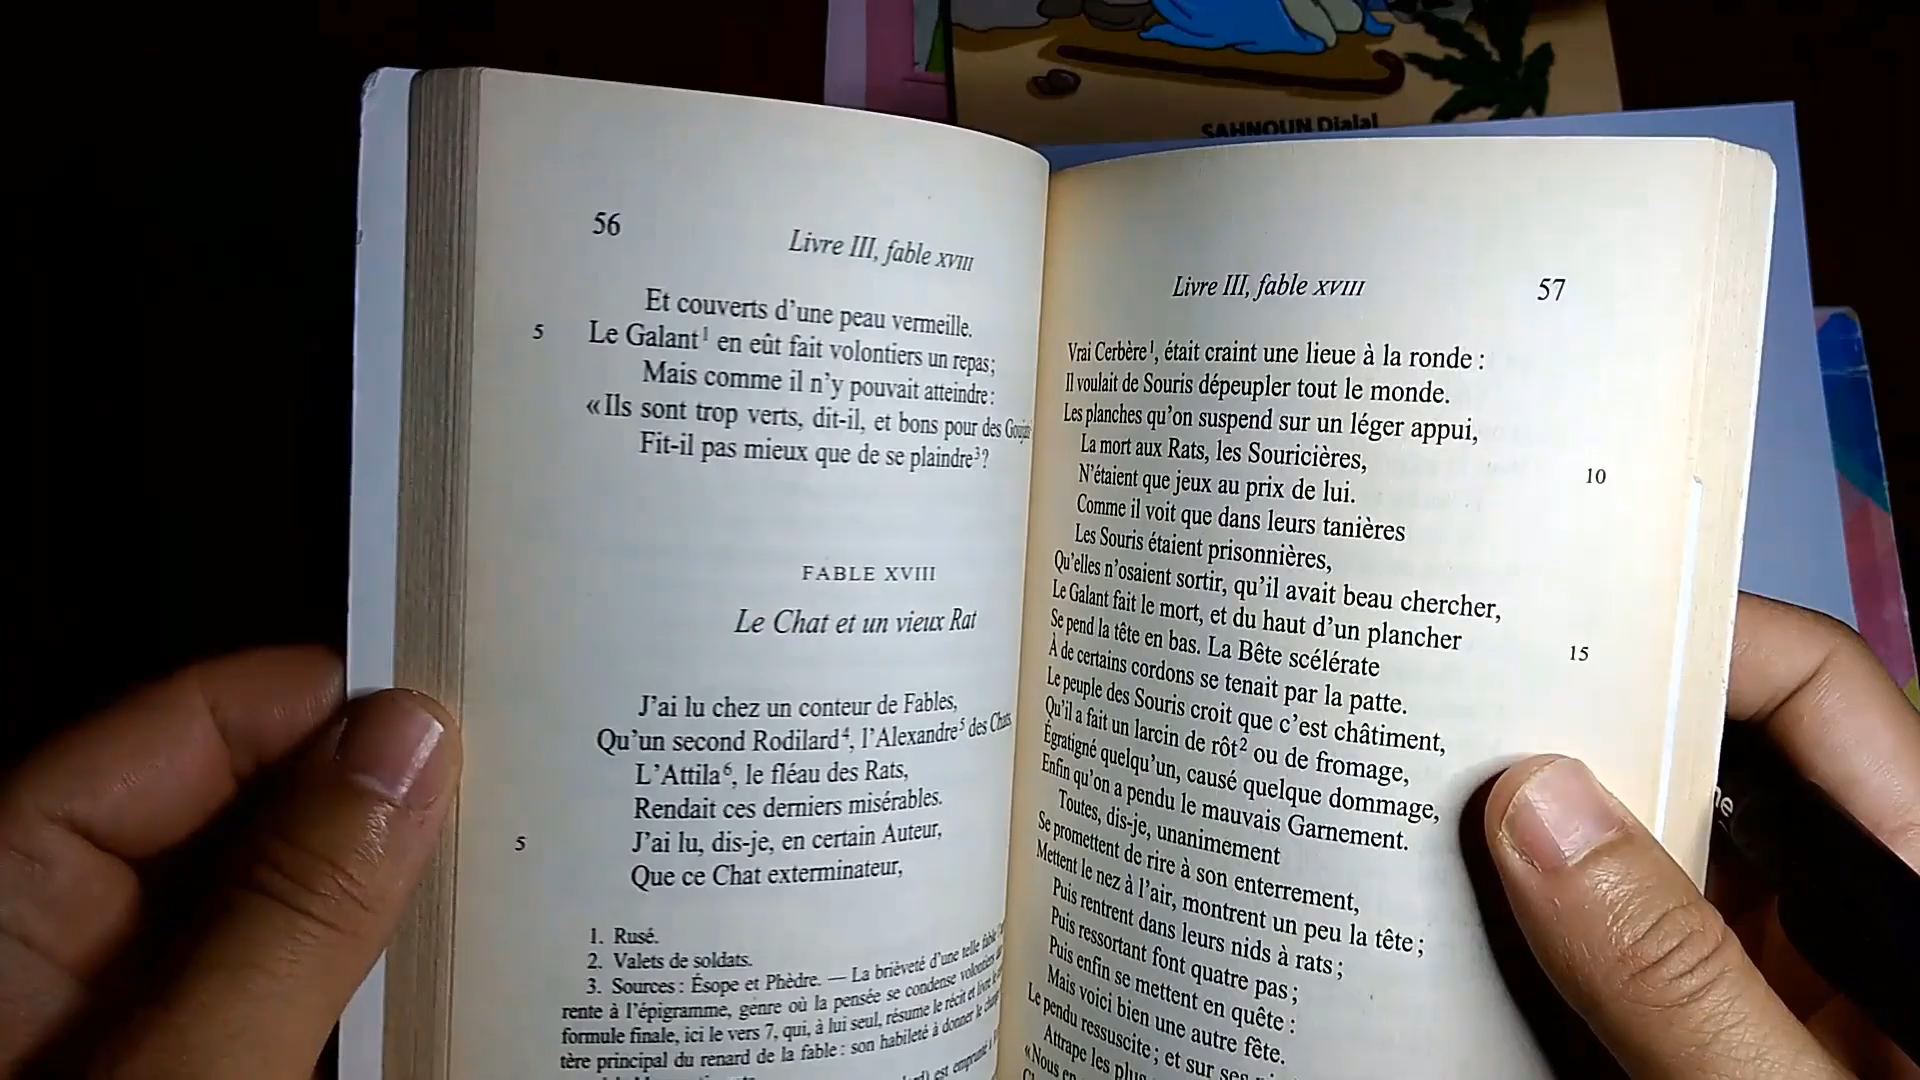 SAHNOUN Djalal
56
Livre III, fable XVIII
Et couverts d'une peau vermeille.
5 Le Galant¹ en eût fait volontiers un repas;
Mais comme il n'y pouvait atteindre:
«Ils sont trop verts, dit-il, et bons pour des
Fit-il pas mieux que de se plaindre³?
FABLE XVIII
Le Chat et un vieux Rat
J'ai lu chez un conteur de Fables,
Qu'un second Rodilard⁴, l'Alexandre⁵ des Chats,
L'Attila⁶, le fléau des Rats,
Rendait ces derniers misérables.
5 J'ai lu, dis-je, en certain Auteur,
Que ce Chat exterminateur,
1. Rusé.
2. Valets de soldats.
3. Sources: Ésope et Phèdre. — La brièveté d'une telle fable
rente à l'épigramme, genre où la pensée se condense volontiers
formule finale, ici le vers 7, qui, à lui seul, résume le récit et livre le
tère principal du renard de la fable: son habileté à donner le
est emprunté à
Livre III, fable XVIII
57
Vrai Cerbère¹, était craint une lieue à la ronde :
Il voulait de Souris dépeupler tout le monde.
Les planches qu'on suspend sur un léger appui,
La mort aux Rats, les Souricières, 10
N'étaient que jeux au prix de lui.
Comme il voit que dans leurs tanières
Les Souris étaient prisonnières,
Qu'elles n'osaient sortir, qu'il avait beau chercher,
Le Galant fait le mort, et du haut d'un plancher 15
Se pend la tête en bas. La Bête scélérate
À de certains cordons se tenait par la patte.
Le peuple des Souris croit que c'est châtiment,
Qu'il a fait un larcin de rôt² ou de fromage,
Égratigné quelqu'un, causé quelque dommage,
Enfin qu'on a pendu le mauvais Garnement.
Toutes, dis-je, unanimement
Se promettent de rire à son enterrement,
Mettent le nez à l'air, montrent un peu la tête ;
Puis rentrent dans leurs nids à rats ;
Puis ressortant font quatre pas ;
Puis enfin se mettent en quête :
Mais voici bien une autre fête.
Le pendu ressuscite ; et sur ses
Attrape les plus
«Nous en